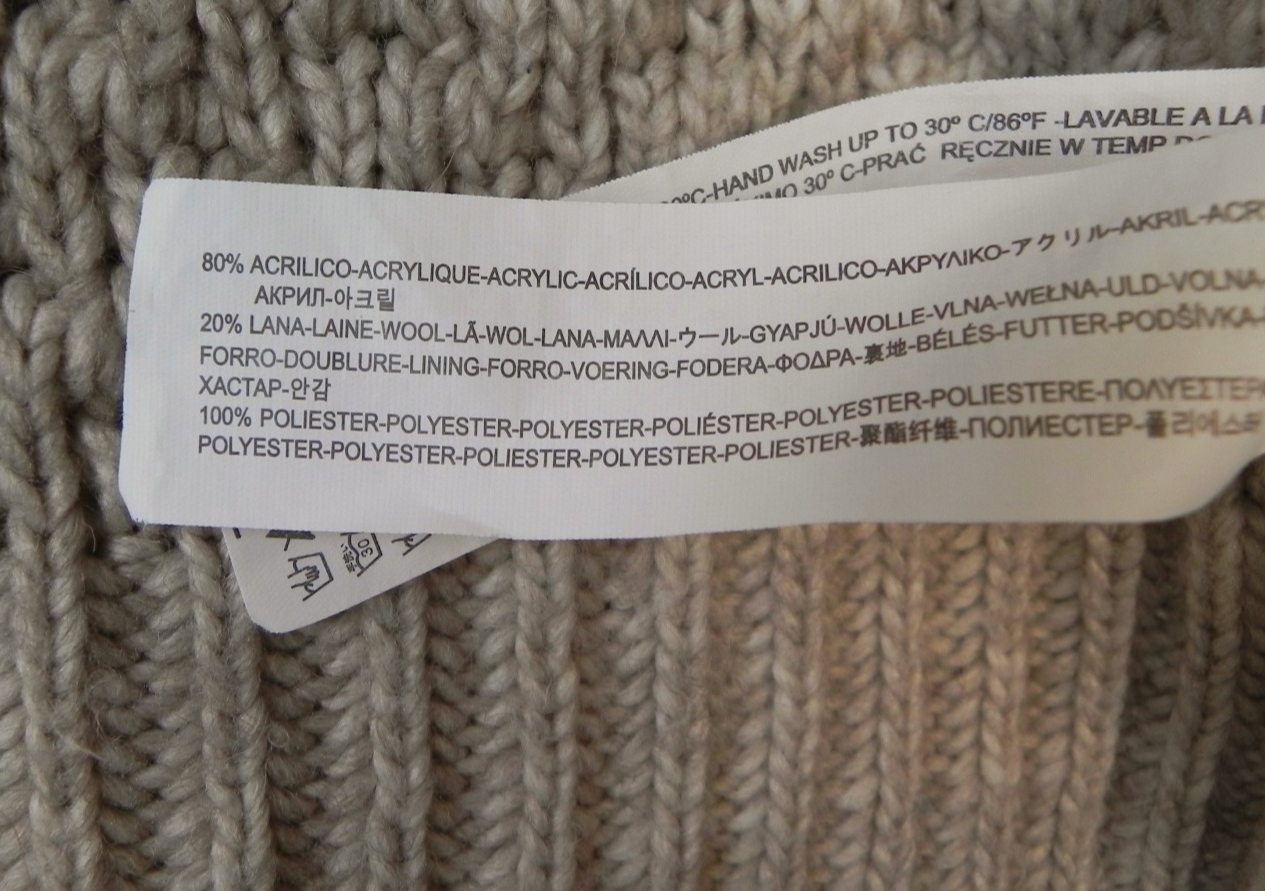 HAND WASH UP TO 30º C/86ºF -LAVABLE A LA
30º C-PRAĆ RĘCZNIE W TEMP
80% ACRILICO-ACRYLIQUE-ACRYLIC-ACRÍLICO-ACRYL-ACRILICO-ΑΚΡΥΛΙΚΟ-アクリル-AKRIL-
АКРИЛ-아크릴
20% LANA-LAINE-WOOL-LÃ-WOL-LANA-ΜΑΛΛΙ-ウール-GYAPJÚ-WOLLE-VLNA-WEŁNA-ULD-VOLNA-
FORRO-DOUBLURE-LINING-FORRO-VOERING-FODERA-ΦΟΔΡΑ-裏地-BÉLÉS-FUTTER-PODŠÍVKA-
ХАСТАР-안감
100% POLIESTER-POLYESTER-POLYESTER-POLIÉSTER-POLYESTER-POLIESTERE-
POLYESTER-POLYESTER-POLIESTER-POLYESTER-POLYESTER-POLIESTER-聚酯纤维-ПОЛИЕСТЕР-
30